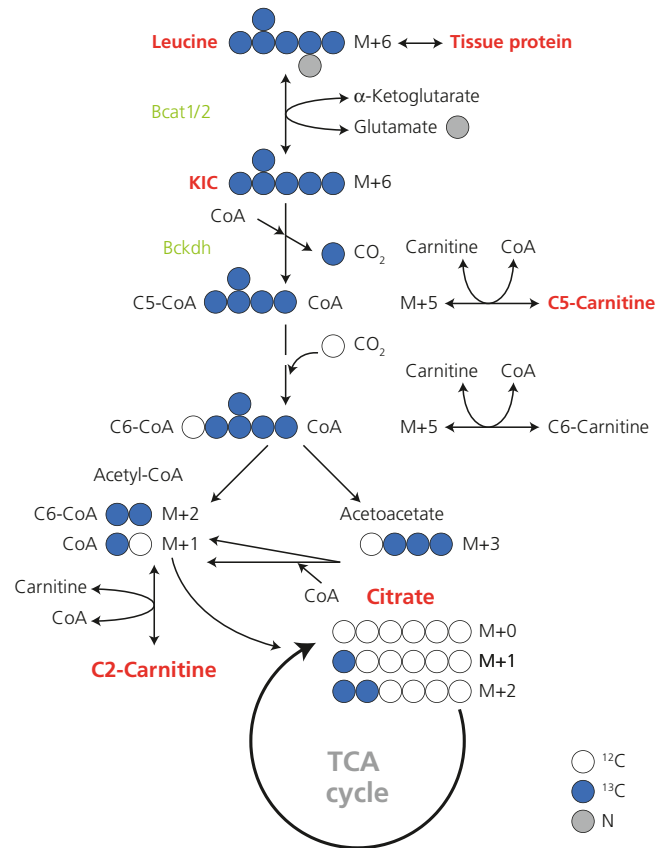 Leucine M+6 Tissue protein
Bcat1/2
α-Ketoglutarate
Glutamate
KIC M+6
CoA
Bckdh
CO2
C5-CoA CoA
Carnitine CoA
M+5 C5-Carnitine
CO2
C6-CoA CoA
Carnitine CoA
M+5 C6-Carnitine
Acetyl-CoA
C6-CoA M+2
CoA M+1
Acetoacetate
M+3
CoA
Carnitine
CoA
C2-Carnitine
Citrate
M+0
M+1
M+2
TCA
cycle
12C
13C
N